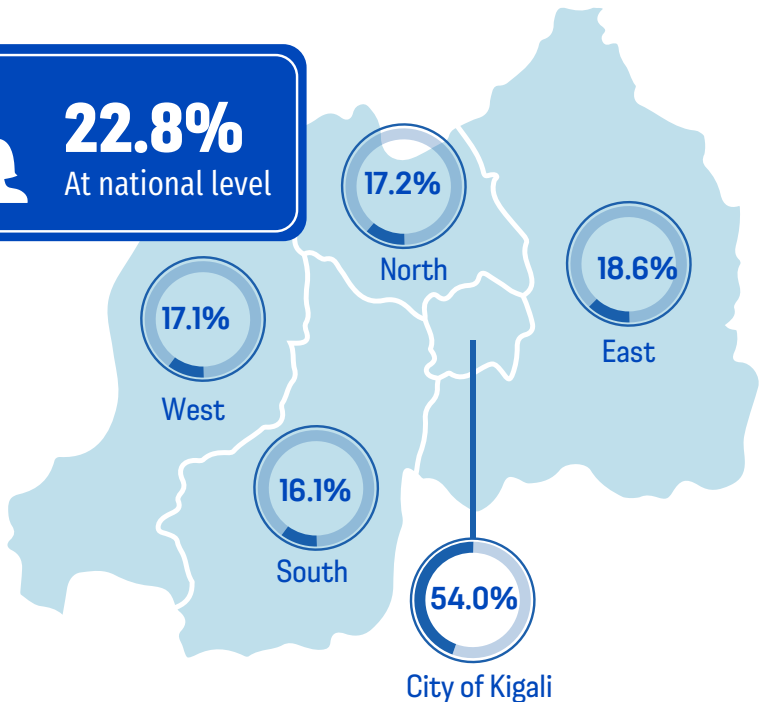 22.8%
At national level
17.2%
North
18.6%
East
17.1%
West
16.1%
South
54.0%
City of Kigali